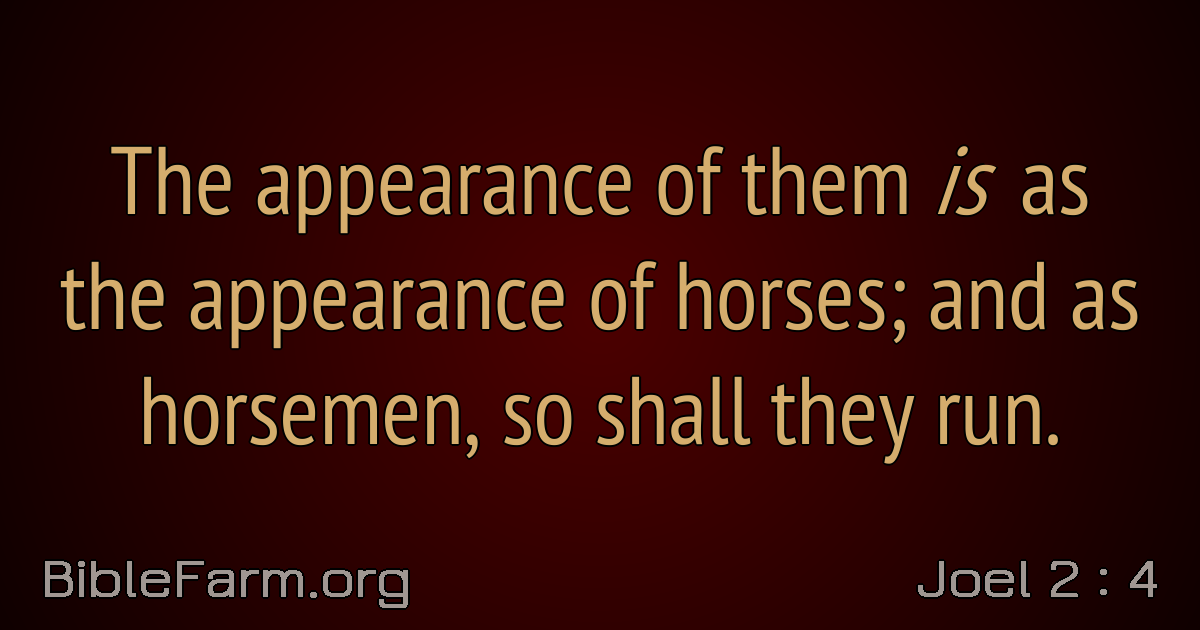 The appearance of them is as
the appearance of horses; and as
horsemen, so shall they run.
BibleFarm.org
Joel 2 : 4